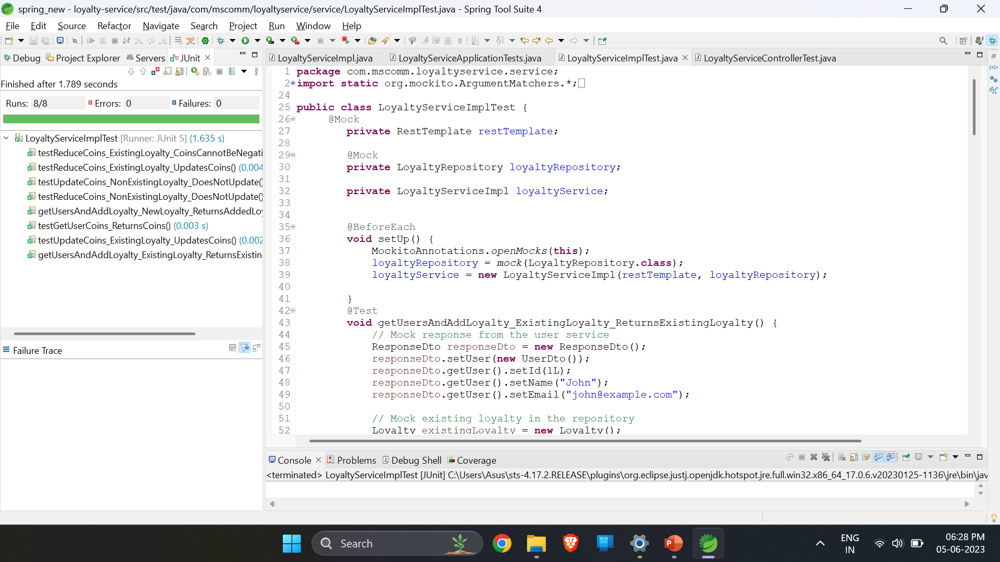 spring_new - loyalty-service/src/test/java/com/mscomm/loyaltyservice/service/LoyaltyServiceImplTest.java - Spring Tool Suite 4
File Edit Source Refactor Navigate Search Project Run Window Help
Debug Project Explorer Servers JUnit
Finished after 1.789 seconds
Runs: 8/8 Errors: 0 Failures: 0
LoyaltyServiceImplTest [Runner: JUnit 5] (1.635 s)
testReduceCoins_ExistingLoyalty_CoinsCannotBeNegati
testReduceCoins_ExistingLoyalty_UpdatesCoins() (0.004
testUpdateCoins_NonExistingLoyalty_DoesNotUpdate()
testReduceCoins_NonExistingLoyalty_DoesNotUpdate()
getUsersAndAddLoyalty_NewLoyalty_ReturnsAddedLoy
testGetUserCoins_ReturnsCoins() (0.003 s)
testUpdateCoins_ExistingLoyalty_UpdatesCoins() (0.002
getUsersAndAddLoyalty_ExistingLoyalty_ReturnsExistin
Failure Trace
LoyaltyServiceImpl.java LoyaltyServiceApplicationTests.java LoyaltyServiceImplTest.java LoyaltyServiceControllerTest.java
1 package com.mscomm.loyaltyservice.service;
2 import static org.mockito.ArgumentMatchers.*;
24
25 public class LoyaltyServiceImplTest {
26 @Mock
27 private RestTemplate restTemplate;
28
29 @Mock
30 private LoyaltyRepository loyaltyRepository;
31
32 private LoyaltyServiceImpl loyaltyService;
33
34
35 @BeforeEach
36 void setUp() {
37 MockitoAnnotations.openMocks(this);
38 loyaltyRepository = mock(LoyaltyRepository.class);
39 loyaltyService = new LoyaltyServiceImpl(restTemplate, loyaltyRepository);
40
41 }
42 @Test
43 void getUsersAndAddLoyalty_ExistingLoyalty_ReturnsExistingLoyalty() {
44 // Mock response from the user service
45 ResponseDto responseDto = new ResponseDto();
46 responseDto.setUser(new UserDto());
47 responseDto.getUser().setId(1L);
48 responseDto.getUser().setName("John");
49 responseDto.getUser().setEmail("john@example.com");
50
51 // Mock existing loyalty in the repository
52 Loyalty existingLoyalty = new Loyalty();
Console Problems Debug Shell Coverage
<terminated> LoyaltyServiceImplTest [JUnit] C:\Users\Asus\sts-4.17.2.RELEASE\plugins\org.eclipse.justj.openjdk.hotspot.jre.full.win32.x86_64_17.0.6.v20230125-1136\jre\bin\jav
Search
ENG
IN
06:28 PM
05-06-2023